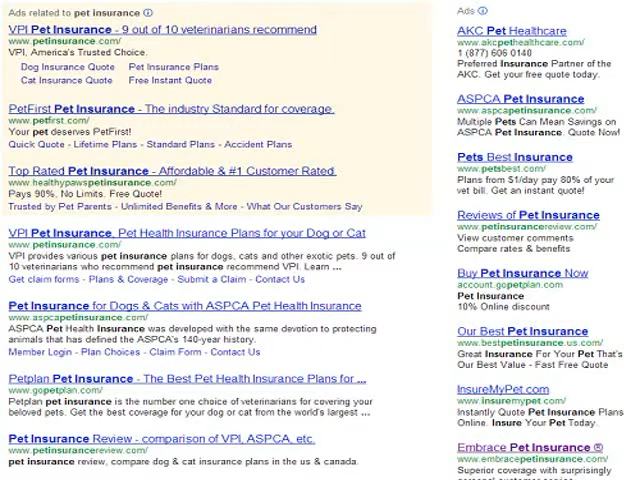 Ads related to pet insurance
VPI Pet Insurance - 9 out of 10 veterinarians recommend
www.petinsurance.com/
VPI, America's Trusted Choice.
Dog Insurance Quote Pet Insurance Plans
Cat Insurance Quote Free Instant Quote
PetFirst Pet Insurance - The industry Standard for coverage.
www.petfirst.com/
Your pet deserves PetFirst!
Quick Quote - Lifetime Plans - Standard Plans - Accident Plans
Top Rated Pet Insurance - Affordable & #1 Customer Rated.
www.healthypawspetinsurance.com/
Pays 90%, No Limits. Free Quote!
Trusted by Pet Parents - Unlimited Benefits & More - What Our Customers Say
VPI Pet Insurance, Pet Health Insurance Plans for your Dog or Cat
www.petinsurance.com/
VPI provides various pet insurance plans for dogs, cats and other exotic pets. 9 out of
10 veterinarians who recommend pet insurance recommend VPI. Learn ...
Get claim forms - Plans & Coverage - Submit a Claim - Contact Us
Pet Insurance for Dogs & Cats with ASPCA Pet Health Insurance
www.aspcapetinsurance.com/
ASPCA Pet Health Insurance was developed with the same devotion to protecting
animals that has defined the ASPCA's 140-year history.
Member Login - Plan Choices - Claim Form - Contact Us
Petplan Pet Insurance - The Best Pet Health Insurance Plans for ...
www.gopetplan.com/
Petplan pet insurance is the number one choice of veterinarians for covering your
beloved pets. Get the best coverage for your dog or cat from the world's largest ...
Pet Insurance Review - comparison of VPI, ASPCA, etc.
www.petinsurancereview.com/
pet insurance review, compare dog & cat insurance plans in the us & canada.
Ads
AKC Pet Healthcare
www.akcpethealthcare.com/
1 (877) 606 0140
Preferred Insurance Partner of the
AKC. Get your free quote today.
ASPCA Pet Insurance
www.aspcapetinsurance.com/
Multiple Pets Can Mean Savings on
ASPCA Pet Insurance. Quote Now!
Pets Best Insurance
www.petsbest.com/
Plans from $1/day pay 80% of your
vet bill. Get an instant quote!
Reviews of Pet Insurance
www.petinsurancereview.com/
View customer comments
Compare rates & benefits
Buy Pet Insurance Now
account.gopetplan.com
Pet Insurance
10% Online discount
Our Best Pet Insurance
www.bestpetinsurance.us.com/
Great Insurance For Your Pet That's
Our Best Value - Fast Free Quote
InsureMyPet.com
www.insuremypet.com/
Instantly Quote Pet Insurance Plans
Online. Insure Your Pet Today.
Embrace Pet Insurance ®
www.embracepetinsurance.com/
Superior coverage with surprisingly
personal customer service